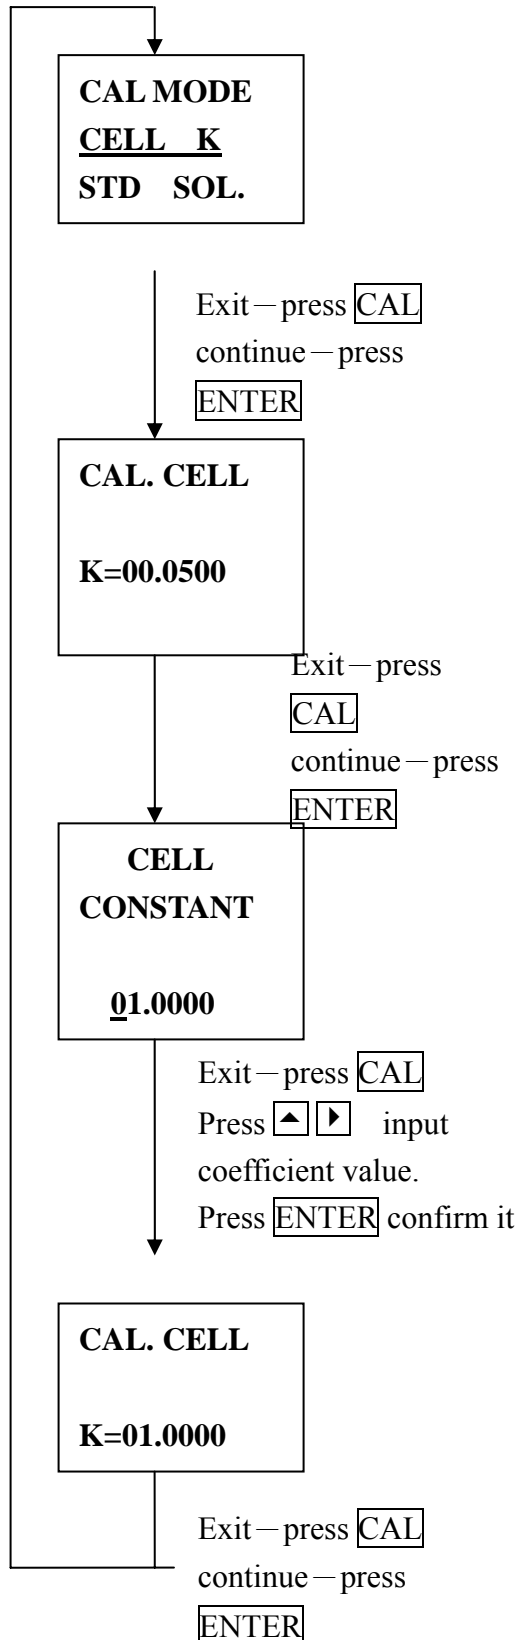 CAL MODE
CELL K
STD SOL.
Exit－press CAL
continue－press
ENTER
CAL. CELL
K=00.0500
Exit－press
CAL
continue－press
ENTER
CELL
CONSTANT
01.0000
Exit－press CAL
Press ▲ ▶ input
coefficient value.
Press ENTER confirm it
CAL. CELL
K=01.0000
Exit－press CAL
continue－press
ENTER